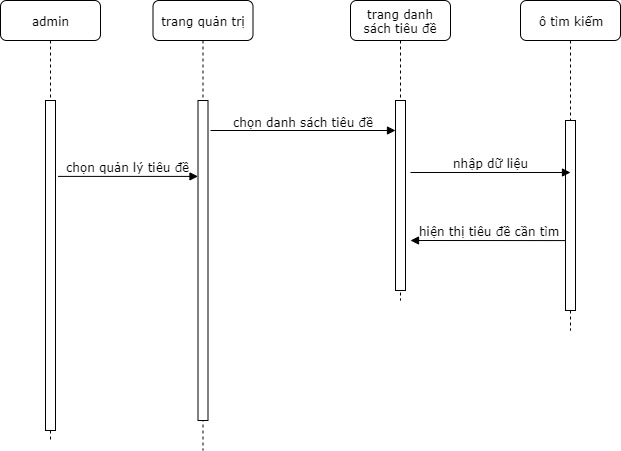 admin
trang quản trị
trang danh
sách tiêu đề
ô tìm kiếm
chọn danh sách tiêu đề
chọn quản lý tiêu đề
nhập dữ liệu
hiện thị tiêu đề cần tìm